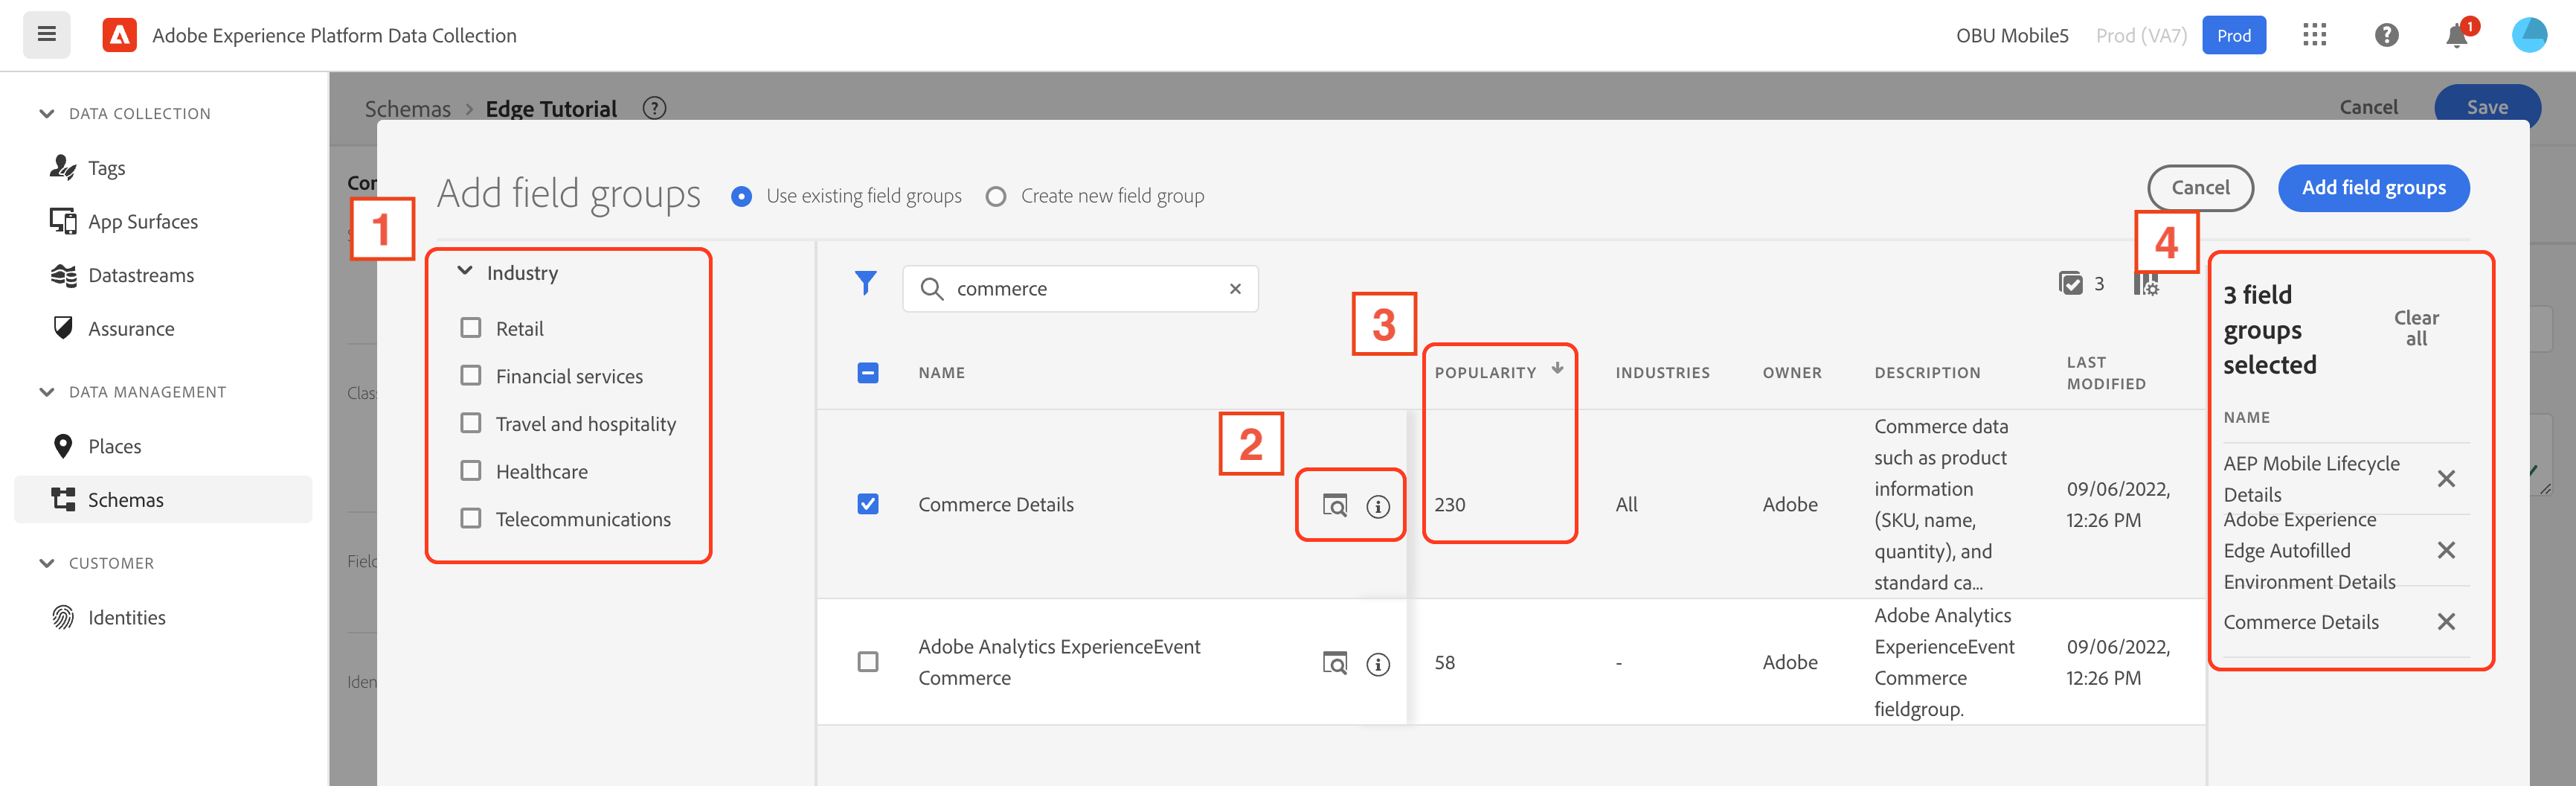 Adobe Experience Platform Data Collection
OBU Mobile5
Prod (VA7)
Prod
1
DATA COLLECTION
Tags
App Surfaces
Datastreams
Assurance
DATA MANAGEMENT
Places
Schemas
CUSTOMER
Identities
Schemas > Edge Tutorial
Cancel
Save
Add field groups
Use existing field groups
Create new field group
Cancel
Add field groups
1
Industry
Retail
Financial services
Travel and hospitality
Healthcare
Telecommunications
commerce
3
2
3
4
NAME
POPULARITY
INDUSTRIES
OWNER
DESCRIPTION
LAST
MODIFIED
Commerce Details
230
All
Adobe
Commerce data
such as product
information
(SKU, name,
quantity), and
standard ca...
09/06/2022,
12:26 PM
Adobe Analytics ExperienceEvent
Commerce
58
-
Adobe
Adobe Analytics
ExperienceEvent
Commerce
fieldgroup.
09/06/2022,
12:26 PM
3 field
groups
selected
Clear
all
NAME
AEP Mobile Lifecycle
Details
Adobe Experience
Edge Autofilled
Environment Details
Commerce Details